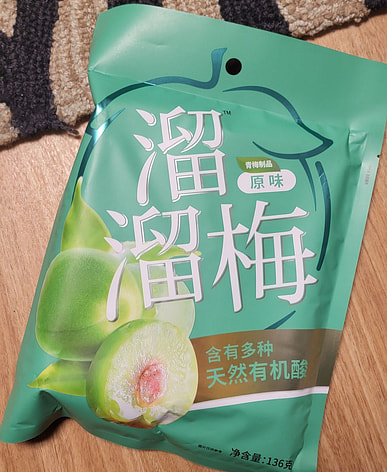 溜
溜梅
TM
青梅制品
原味
含有多种
天然有机酸
净含量:136克